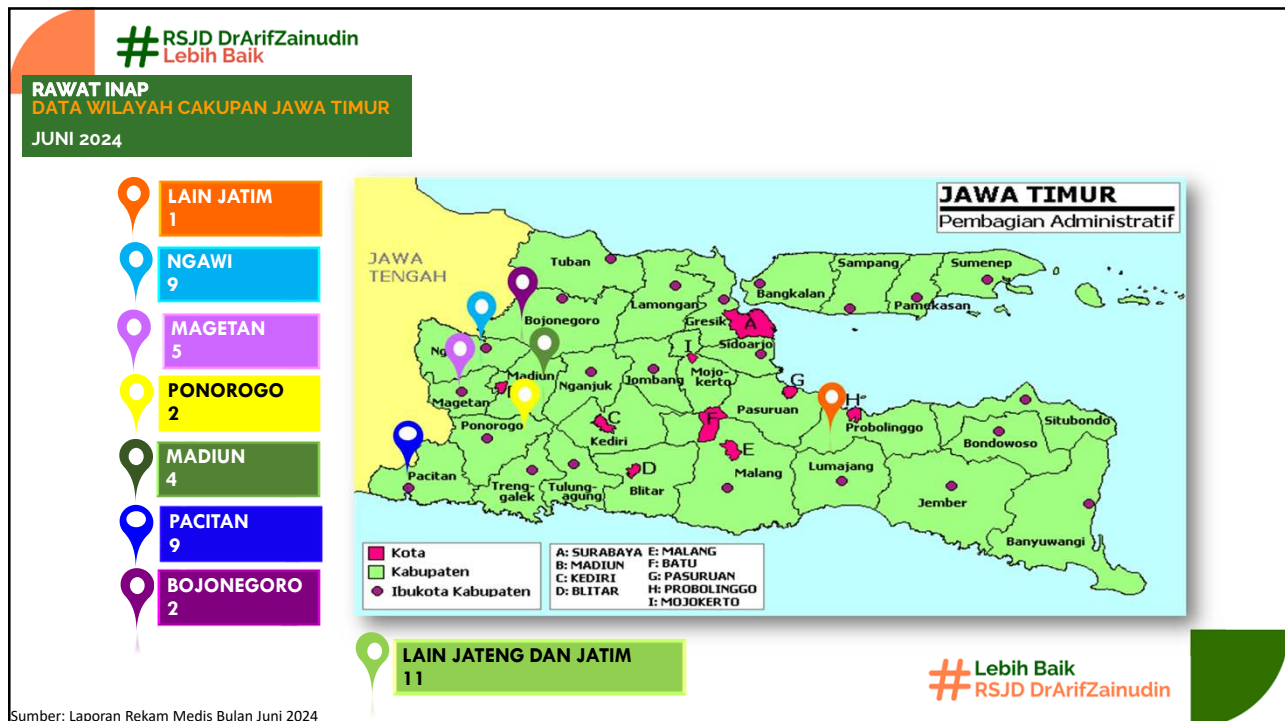 # RSJD DrArifZainudin
Lebih Baik
RAWAT INAP
DATA WILAYAH CAKUPAN JAWA TIMUR
JUNI 2024
LAIN JATIM
1
NGAWI
9
MAGETAN
5
PONOROGO
2
MADIUN
4
PACITAN
9
BOJONEGORO
2
JAWA TIMUR
Pembagian Administratif
JAWA
TENGAH
Tuban
Sampang
Sumenep
Bangkalan
Pamekasan
Lamongan
Bojonegoro
Gresik
A
Sidoarjo
I
Ng
Madiun
Nganjuk
Jombang
Mojo-
kerto
G
Magetan
Pasuruan
H
Probolinggo
Situbondo
Ponorogo
C
Kediri
F
Bondowoso
E
Pacitan
Treng-
galek
Tulung-
agung
D
Blitar
Malang
Lumajang
Jember
Banyuwangi
Kota
Kabupaten
Ibukota Kabupaten
A: SURABAYA
B: MADIUN
C: KEDIRI
D: BLITAR
E: MALANG
F: BATU
G: PASURUAN
H: PROBOLINGGO
I: MOJOKERTO
LAIN JATENG DAN JATIM
11
# Lebih Baik
RSJD DrArifZainudin
Sumber: Laporan Rekam Medis Bulan Juni 2024